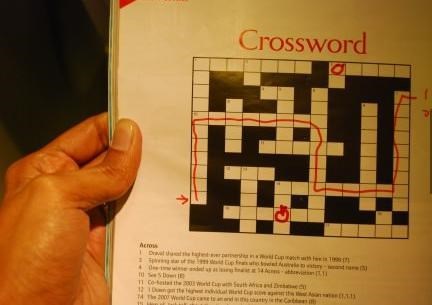 Crossword
Across
1 Dravid shared the highest-ever partnership in a World Cup match with him in 1999 (7)
3 Spinning star of the 1999 World Cup finals who bowled Australia to victory - second name (5)
4 One-time winner ended up as losing finalist at 14 Across - abbreviation (1,1)
10 See 5 Down (8)
11 Co-hosted the 2003 World Cup with South Africa and Zimbabwe (5)
12 I Down got the highest individual World Cup score against this West Asian nation (1,1,1)
14 The 2007 World Cup came to an end in this country in the Caribbean (8)